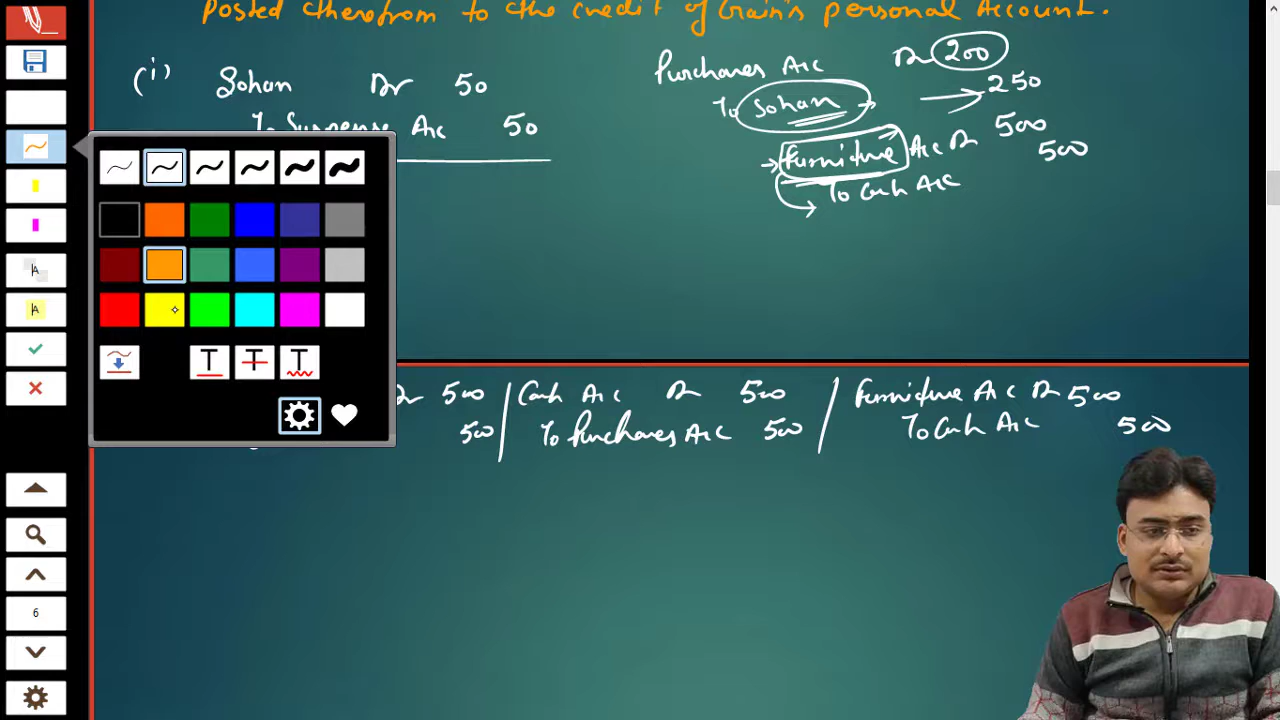 Posted therefrom to the credit of Gain's personal Account.
(i) Sohan Dr 50
To Suspense A/c 50
Purchases A/c Dr 200
To Sohan 250
Furniture A/c Dr 500
500
To Cash A/c
Dr 500
500
Cash A/c Dr 500
To Purchases A/c 500
Furniture A/c Dr 500
To Cash A/c 500
A
A
T T T
6